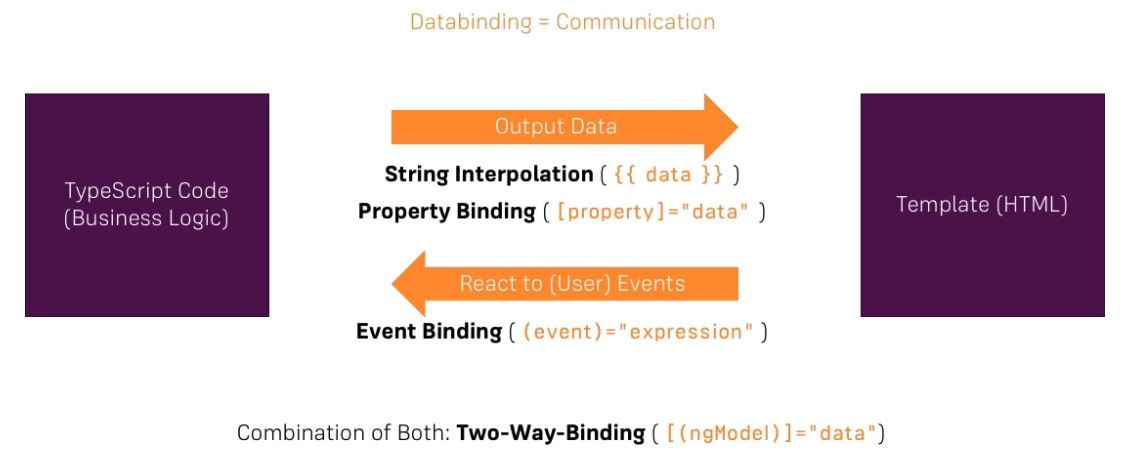 Databinding = Communication
TypeScript Code
(Business Logic)
Output Data
String Interpolation ( {{ data }} )
Property Binding ( [property]="data" )
React to (User) Events
Event Binding ( (event)="expression" )
Template (HTML)
Combination of Both: Two-Way-Binding ( [(ngModel)]="data")